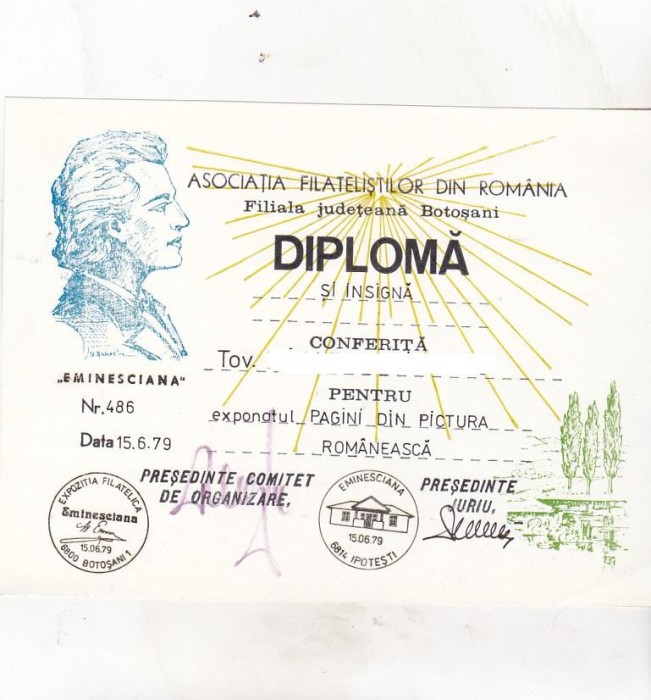 ASOCIAȚIA FILATELIȘTILOR DIN ROMÂNIA
Filiala județeană Botoșani
DIPLOMĂ
ȘI INSIGNĂ
CONFERITĂ
Tov.
PENTRU
exponatul PAGINI DIN PICTURA
ROMÂNEASCĂ
„EMINESCIANA“
Nr. 486
Data 15.6.79
PREȘEDINTE COMITET
DE ORGANIZARE,
PREȘEDINTE
JURIU,
EXPOZIȚIA FILATELICA
Eminesciana
15.06.79
6800 BOTOȘANI 1
EMINESCIANA
15.06.79
6814 IPOTEȘTI